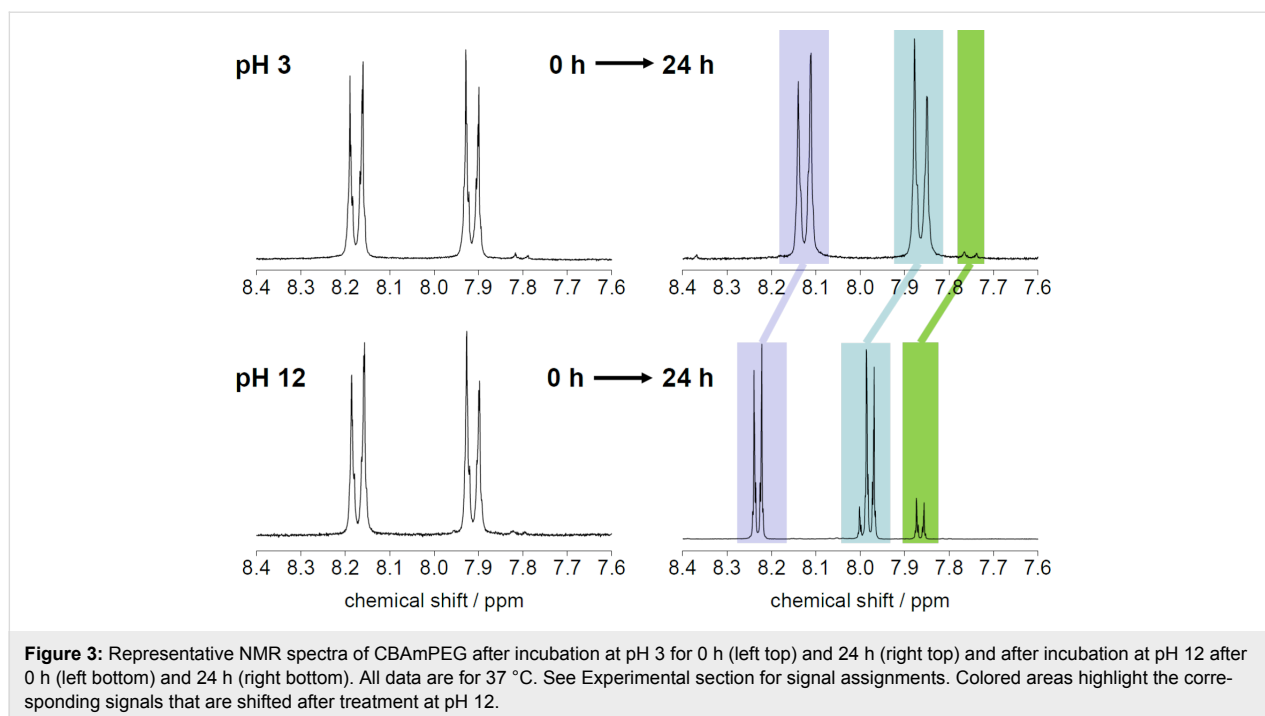 pH 3
0 h → 24 h
8.4 8.3 8.2 8.1 8.0 7.9 7.8 7.7 7.6
8.4 8.3 8.2 8.1 8.0 7.9 7.8 7.7 7.6
pH 12
0 h → 24 h
8.4 8.3 8.2 8.1 8.0 7.9 7.8 7.7 7.6
8.4 8.3 8.2 8.1 8.0 7.9 7.8 7.7 7.6
chemical shift / ppm
chemical shift / ppm
Figure 3: Representative NMR spectra of CBAmPEG after incubation at pH 3 for 0 h (left top) and 24 h (right top) and after incubation at pH 12 after
0 h (left bottom) and 24 h (right bottom). All data are for 37 °C. See Experimental section for signal assignments. Colored areas highlight the corre-
sponding signals that are shifted after treatment at pH 12.